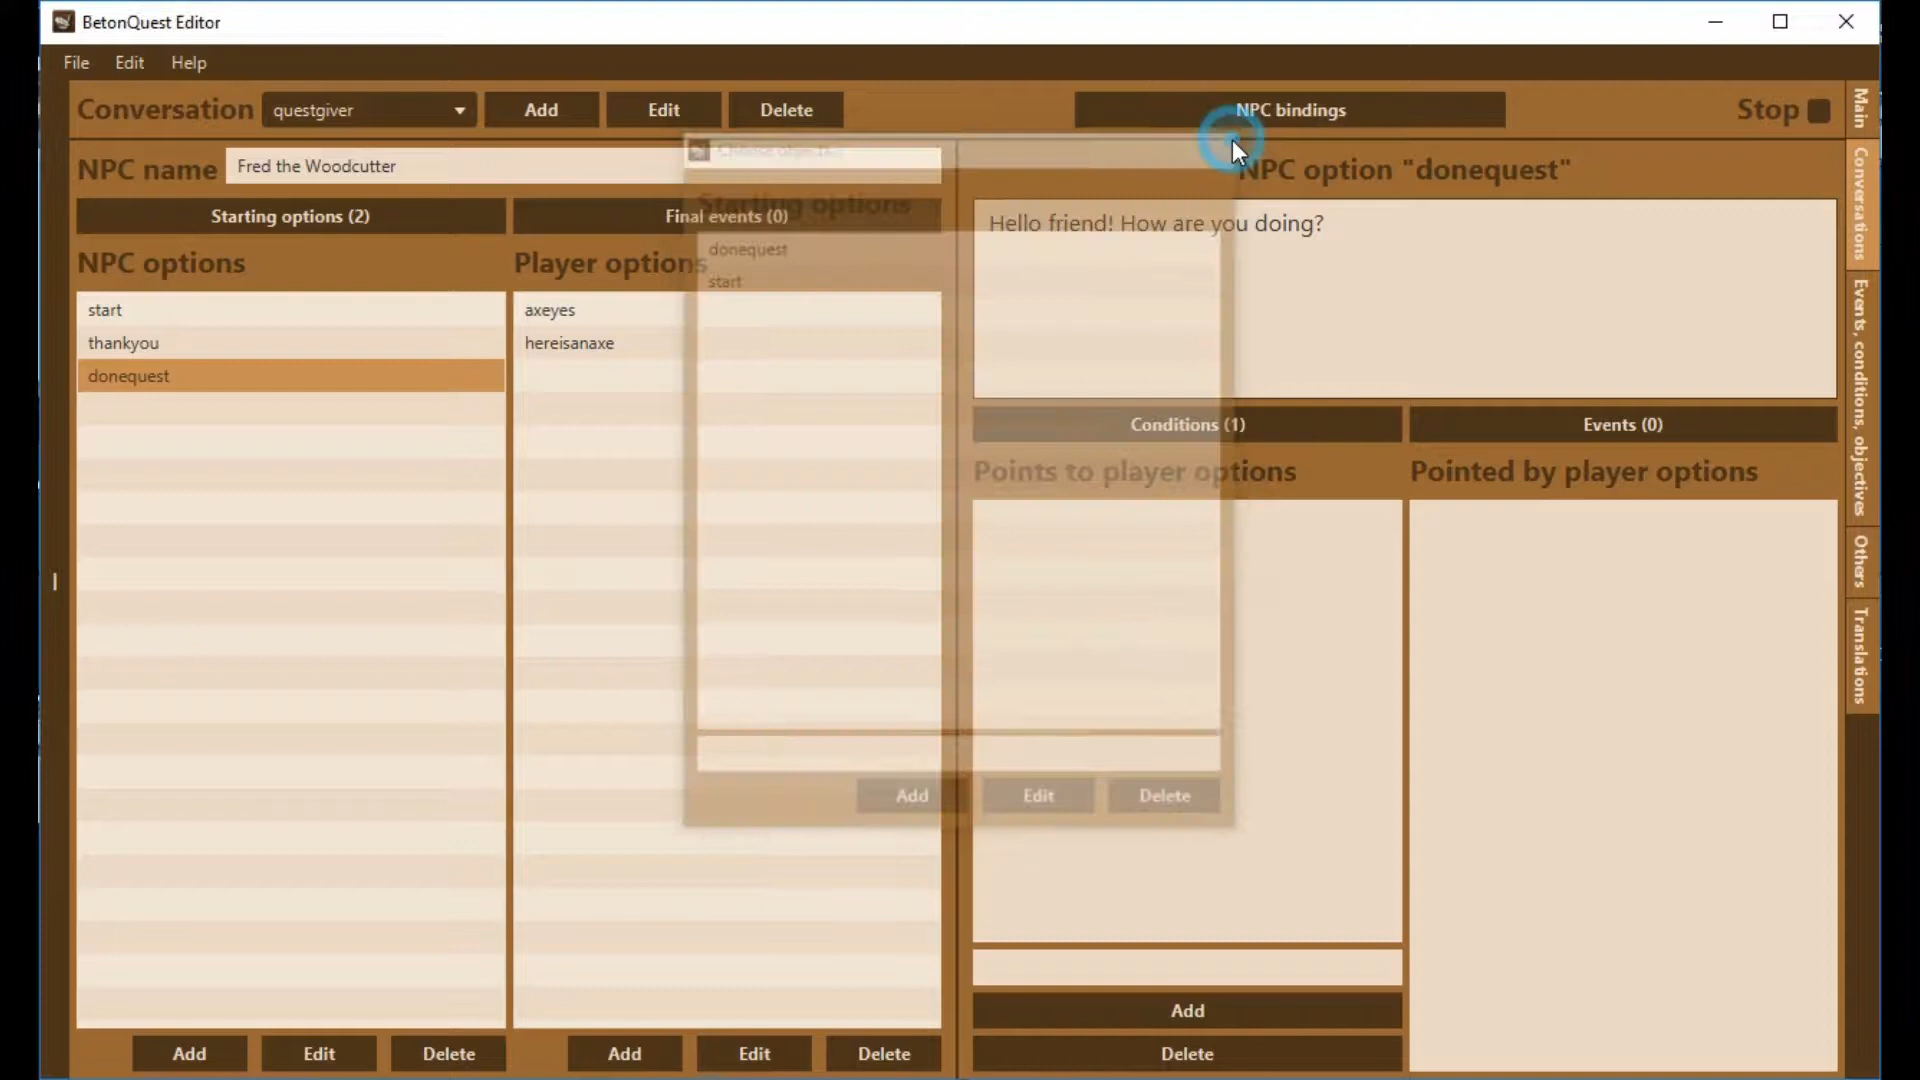 BetonQuest Editor
File Edit Help
Conversation questgiver Add Edit Delete NPC bindings Stop
NPC name Fred the Woodcutter
Starting options (2) Final events (0)
NPC options Player options
start
thankyou
donequest
axeyes
hereisanaxe
Add Edit Delete Add Edit Delete
Choose objects
Starting options
donequest
start
Add Edit Delete
NPC option "donequest"
Hello friend! How are you doing?
Conditions (1) Events (0)
Points to player options Pointed by player options
Add
Delete
Main
Conversations
Events, conditions, objectives
Others
Translations